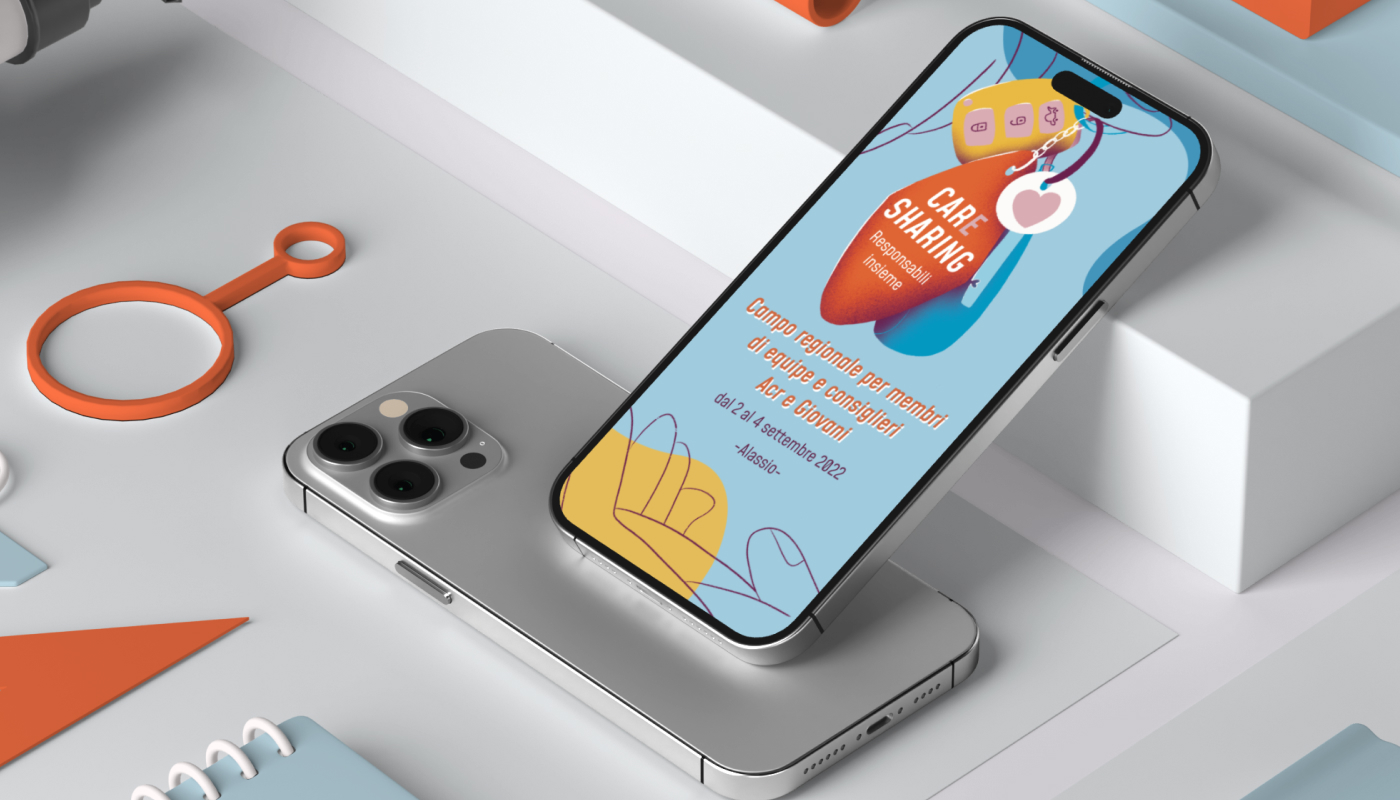 CARE
SHARING
Responsabili
insieme
Campo regionale per membri
di equipe e consiglieri
Acr e Giovani
dal 2 al 4 settembre 2022
-Alassio-